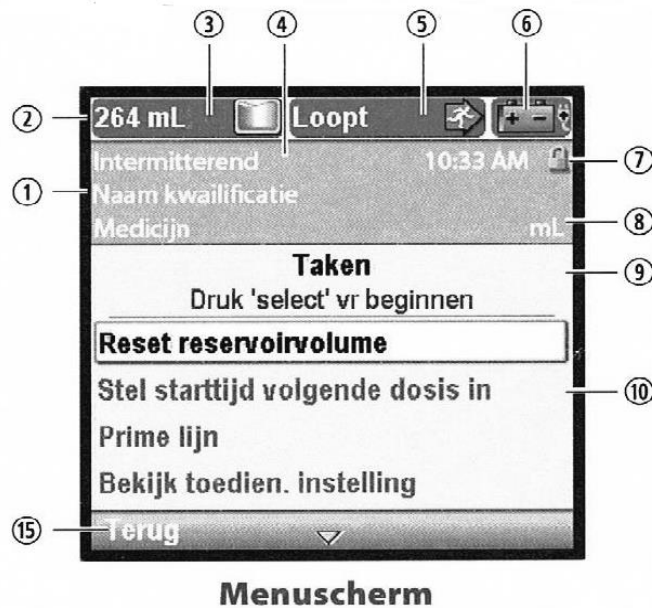 ③ ④ ⑤ ⑥
② 264 mL Loopt + -
Intermitterend 10:33 AM ⑦
① Naam kwailificatie
Medicijn mL ⑧
Taken ⑨
Druk 'select' vr beginnen
Reset reservoirvolume
Stel starttijd volgende dosis in ⑩
Prime lijn
Bekijk toedien. instelling
⑮ Terug
Menuscherm